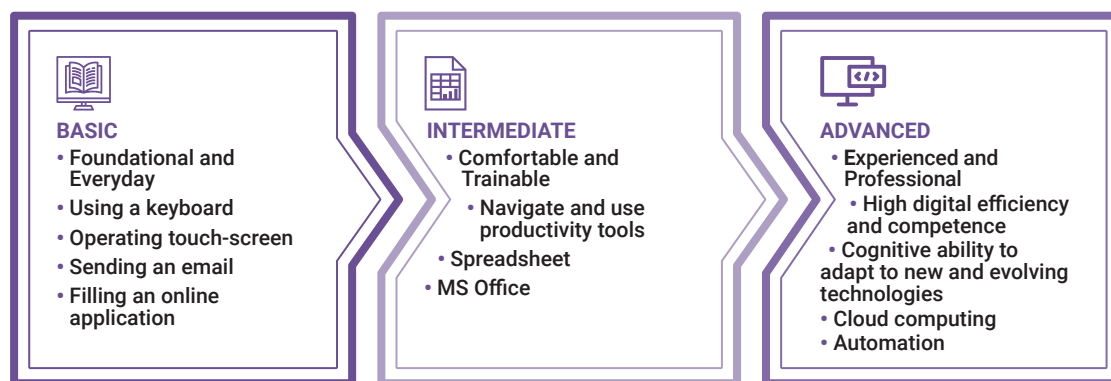 BASIC
• Foundational and
Everyday
• Using a keyboard
• Operating touch-screen
• Sending an email
• Filling an online
application
INTERMEDIATE
• Comfortable and
Trainable
• Navigate and use
productivity tools
• Spreadsheet
• MS Office
</>
ADVANCED
• Experienced and
Professional
• High digital efficiency
and competence
• Cognitive ability to
adapt to new and evolving
technologies
• Cloud computing
• Automation